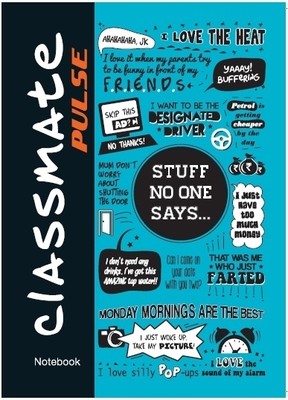 classmate
PULSE
Notebook
AHAHAHAHA, JK
I LOVE THE HEAT
I love it when my parents try
to be funny in front of my
F.R.I.E.N.D.S.
YAAAY!
BUFFERING
SKIP THIS
AD?
NO THANKS!
I WANT TO BE THE
DESIGNATED
DRIVER
Petrol is
getting
cheaper
by the
day
MUM DON'T
WORRY
ABOUT
SHUTTING
THE DOOR
STUFF
NO ONE
SAYS...
I just
have
too
much
money
I don't need any
drinks. I've got this
AMAZING tap water!!
Can I come on
your date
with you two?
THAT WAS ME
WHO JUST
FARTED
MONDAY MORNINGS ARE THE BEST
I JUST WOKE UP.
TAKE MY PICTURE!
I love silly POP-ups
I LOVE the
sound of my alarm